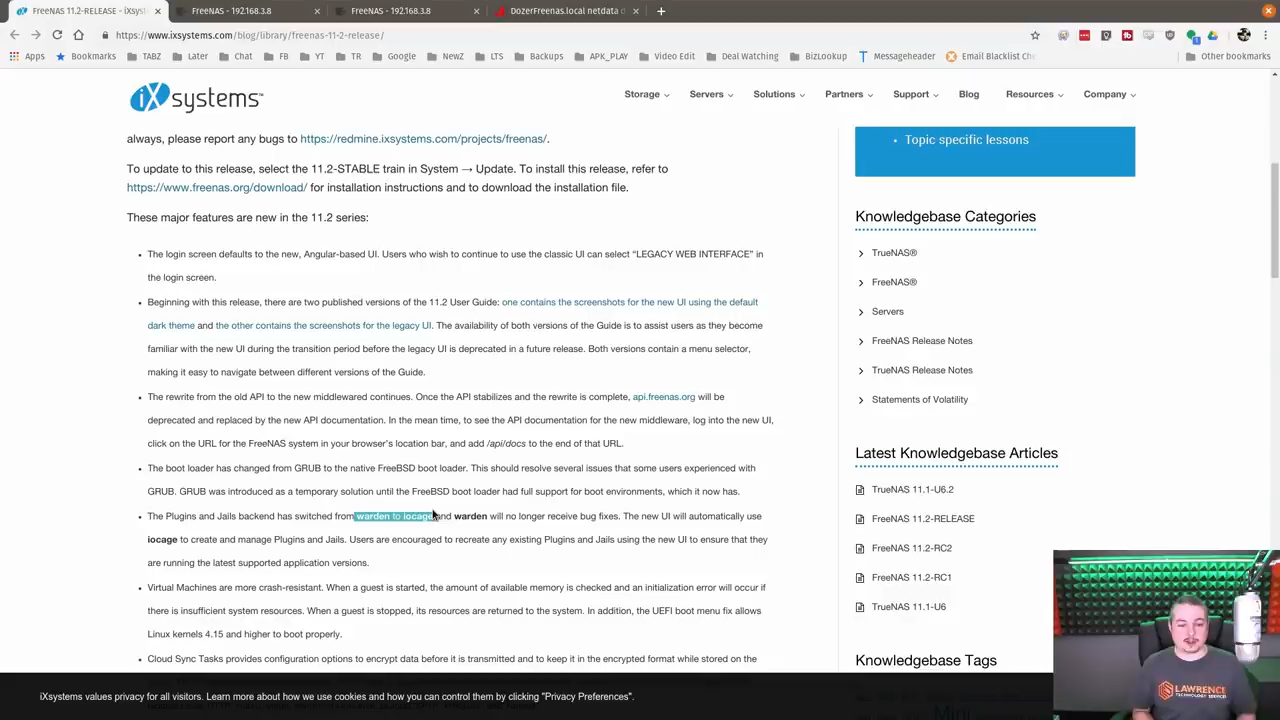 FreeNAS 11.2-RELEASE - iXsyst
FreeNAS - 192.168.3.8
FreeNAS - 192.168.3.8
DozerFreenas.local netdata d
https://www.ixsystems.com/blog/library/freenas-11-2-release/
Apps
Bookmarks
TABZ
Later
Chat
FB
YT
TR
Google
NewZ
LTS
Backups
APK_PLAY
Video Edit
Deal Watching
BizLookup
Messageheader
Email Blacklist Che
Other bookmarks
iXsystems
Storage
Servers
Solutions
Partners
Support
Blog
Resources
Company
always, please report any bugs to https://redmine.ixsystems.com/projects/freenas/.
To update to this release, select the 11.2-STABLE train in System → Update. To install this release, refer to
https://www.freenas.org/download/ for installation instructions and to download the installation file.
These major features are new in the 11.2 series:
The login screen defaults to the new, Angular-based UI. Users who wish to continue to use the classic UI can select “LEGACY WEB INTERFACE” in
the login screen.
Beginning with this release, there are two published versions of the 11.2 User Guide: one contains the screenshots for the new UI using the default
dark theme and the other contains the screenshots for the legacy UI. The availability of both versions of the Guide is to assist users as they become
familiar with the new UI during the transition period before the legacy UI is deprecated in a future release. Both versions contain a menu selector,
making it easy to navigate between different versions of the Guide.
The rewrite from the old API to the new middlewared continues. Once the API stabilizes and the rewrite is complete, api.freenas.org will be
deprecated and replaced by the new API documentation. In the mean time, to see the API documentation for the new middleware, log into the new UI,
click on the URL for the FreeNAS system in your browser's location bar, and add /api/docs to the end of that URL.
The boot loader has changed from GRUB to the native FreeBSD boot loader. This should resolve several issues that some users experienced with
GRUB. GRUB was introduced as a temporary solution until the FreeBSD boot loader had full support for boot environments, which it now has.
The Plugins and Jails backend has switched from warden to iocage and warden will no longer receive bug fixes. The new UI will automatically use
iocage to create and manage Plugins and Jails. Users are encouraged to recreate any existing Plugins and Jails using the new UI to ensure that they
are running the latest supported application versions.
Virtual Machines are more crash-resistant. When a guest is started, the amount of available memory is checked and an initialization error will occur if
there is insufficient system resources. When a guest is stopped, its resources are returned to the system. In addition, the UEFI boot menu fix allows
Linux kernels 4.15 and higher to boot properly.
Cloud Sync Tasks provides configuration options to encrypt data before it is transmitted and to keep it in the encrypted format while stored on the
Topic specific lessons
Knowledgebase Categories
TrueNAS®
FreeNAS®
Servers
FreeNAS Release Notes
TrueNAS Release Notes
Statements of Volatility
Latest Knowledgebase Articles
TrueNAS 11.1-U6.2
FreeNAS 11.2-RELEASE
FreeNAS 11.2-RC2
FreeNAS 11.2-RC1
TrueNAS 11.1-U6
Knowledgebase Tags
Mini
iXsystems values privacy for all visitors. Learn more about how we use cookies and how you can control them by clicking "Privacy Preferences".
LAWRENCE
TECHNOLOGY SERVICES